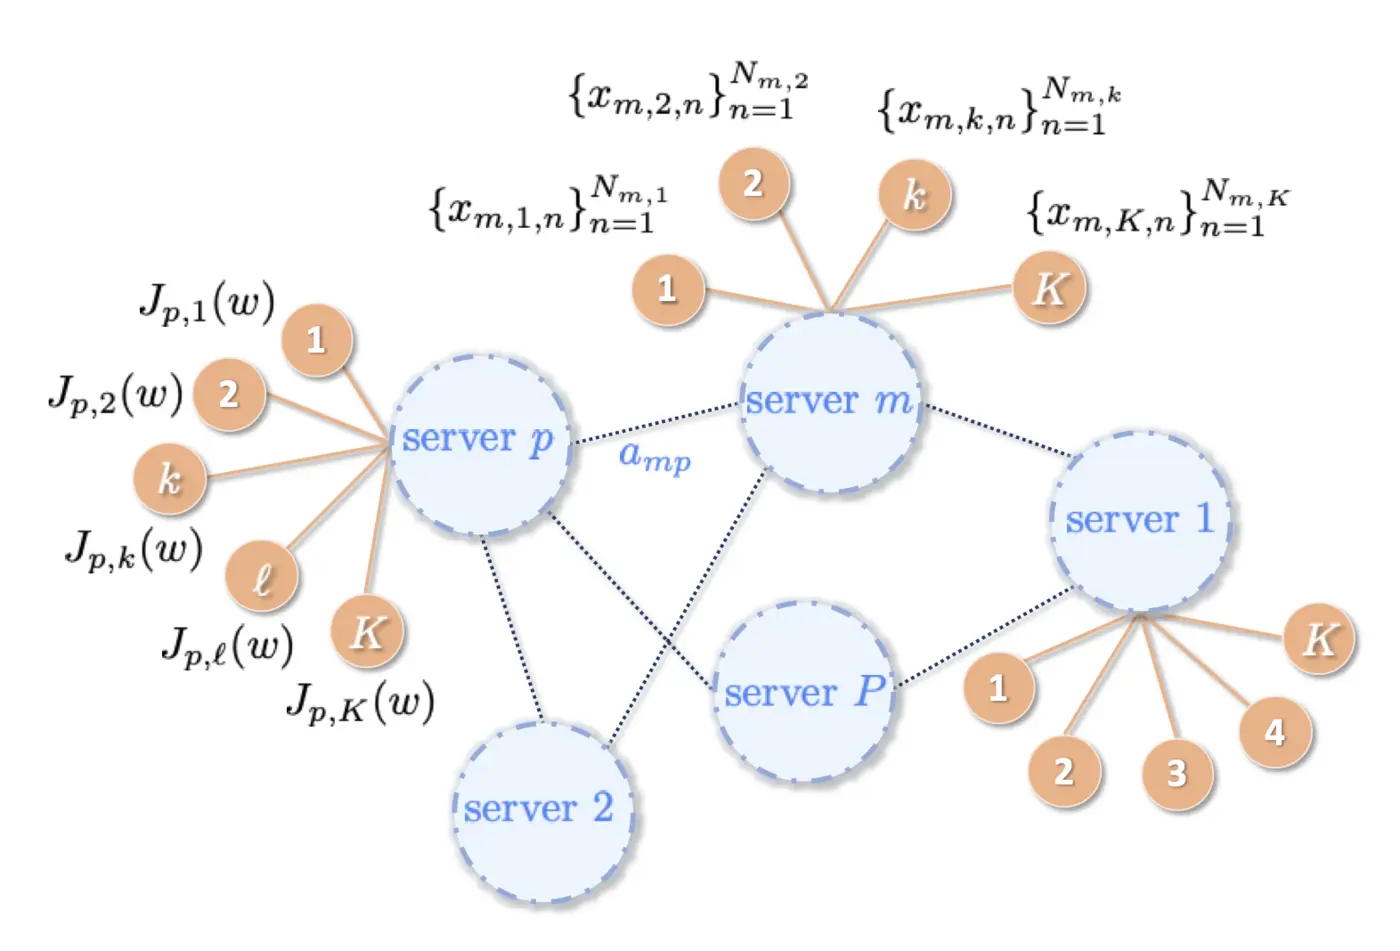 {x_{m,2,n}}_{n=1}^{N_{m,2}}
{x_{m,k,n}}_{n=1}^{N_{m,k}}
{x_{m,1,n}}_{n=1}^{N_{m,1}}
{x_{m,K,n}}_{n=1}^{N_{m,K}}
2
k
1
K
J_{p,1}(w)
1
J_{p,2}(w)
2
k
J_{p,k}(w)
ℓ
J_{p,ℓ}(w)
K
J_{p,K}(w)
server p
a_{mp}
server m
server 1
server P
server 2
1
2
3
4
K